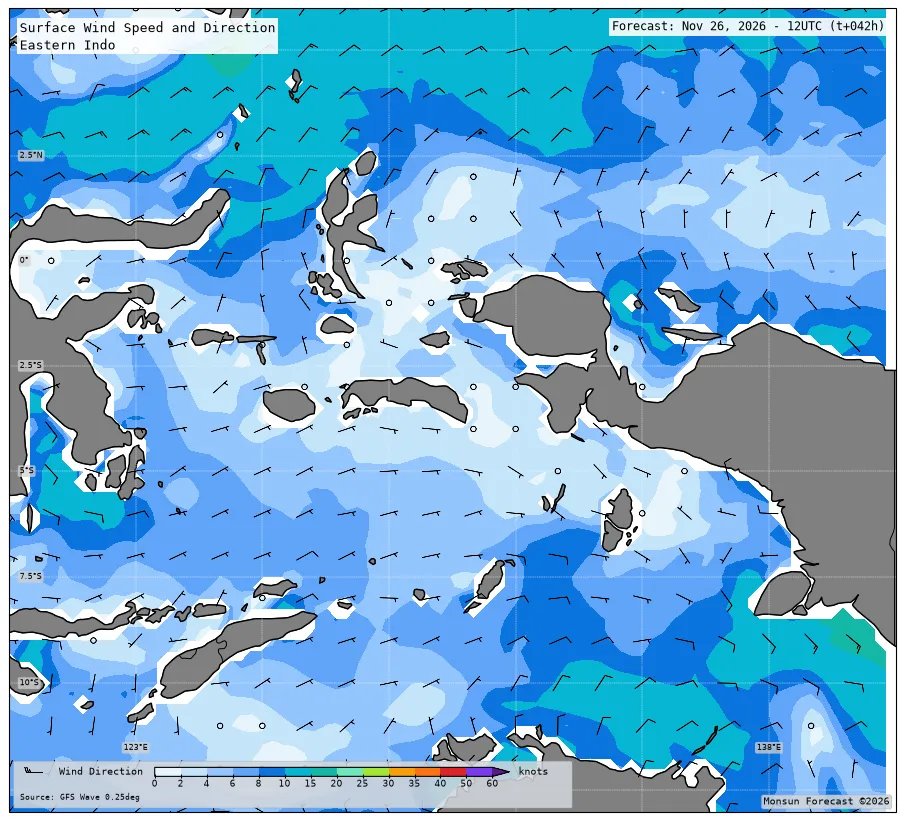 Surface Wind Speed and Direction
Eastern Indo
Forecast: Nov 26, 2026 - 12UTC (t+042h)
2.5°N
0°
2.5°S
5°S
7.5°S
10°S
123°E
138°E
Wind Direction
0 2 4 6 8 10 15 20 25 30 35 40 50 60
knots
Source: GFS Wave 0.25deg
Monsun Forecast ©2026